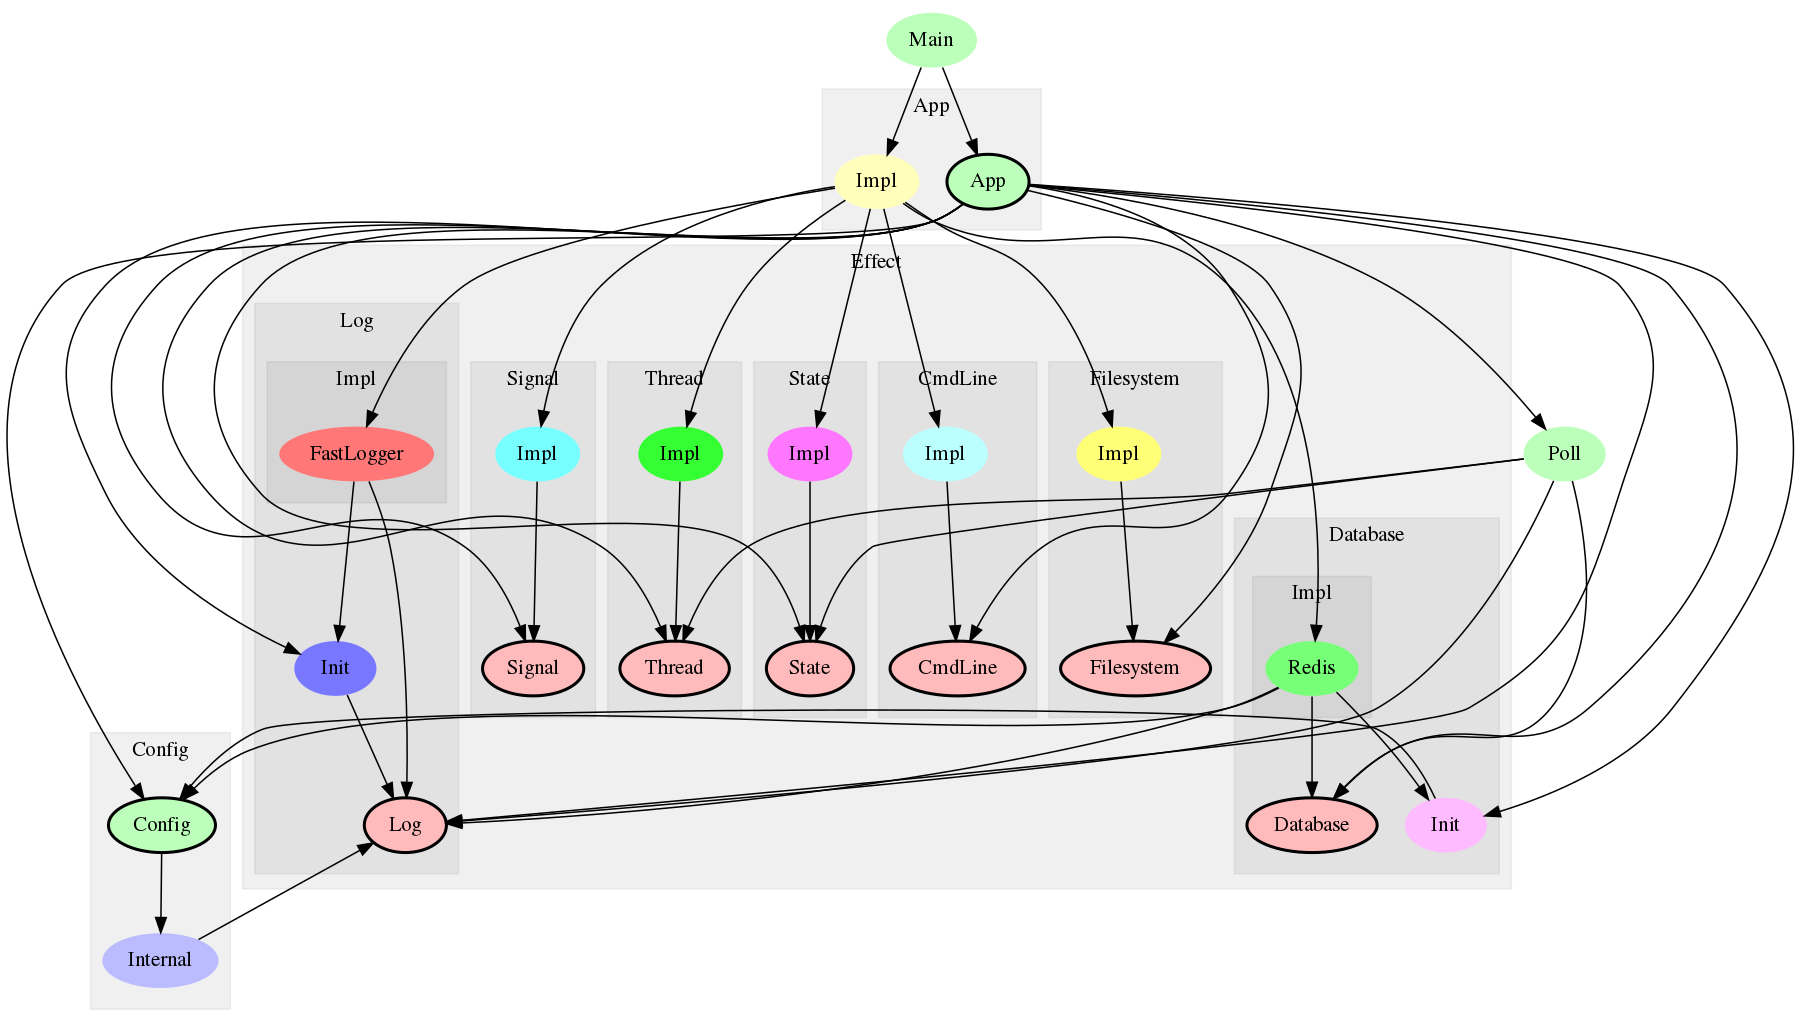 Main
App
Impl
App
Effect
Log
Impl
Signal
Thread
State
CmdLine
Filesystem
FastLogger
Impl
Impl
Impl
Impl
Impl
Poll
Database
Impl
Init
Signal
Thread
State
CmdLine
Filesystem
Redis
Config
Config
Log
Database
Init
Internal